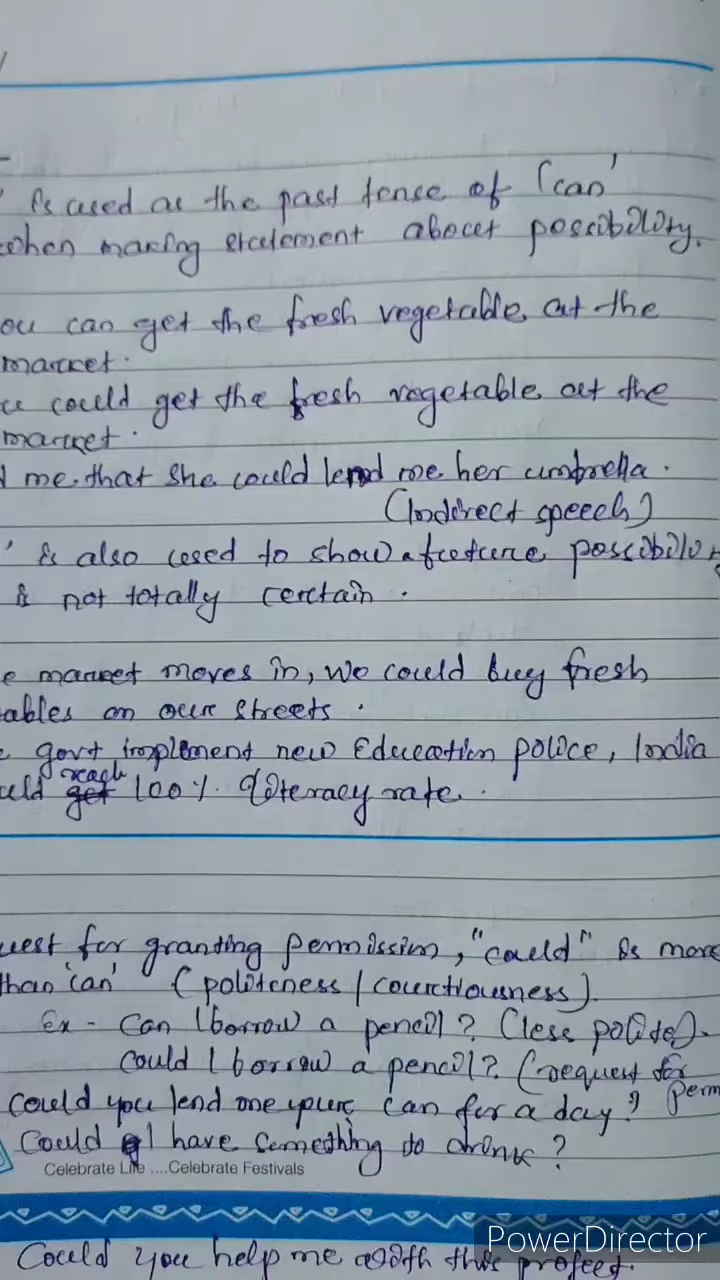 ' is used as the past tense of 'can'
when making statement about possibility.
ou can get the fresh vegetable at the
market.
u could get the fresh vegetable at the
market.
d me that she could lend me her umbrella.
(Indirect speech)
' is also used to show a future possibility
is not totally certain.
e market moves in, we could buy fresh
tables on our streets.
e govt implement new Education police, India
uld reach 100% literacy rate.
uest for granting permission, "could" is more
than 'can' (politeness / courtiousness).
Ex - Can I borrow a pencil? (less polite).
Could I borrow a pencil? (request for
perm
Could you lend me your can for a day?
Could I have something to drink?
Celebrate Life ....Celebrate Festivals
Could you help me with this project.
PowerDirector